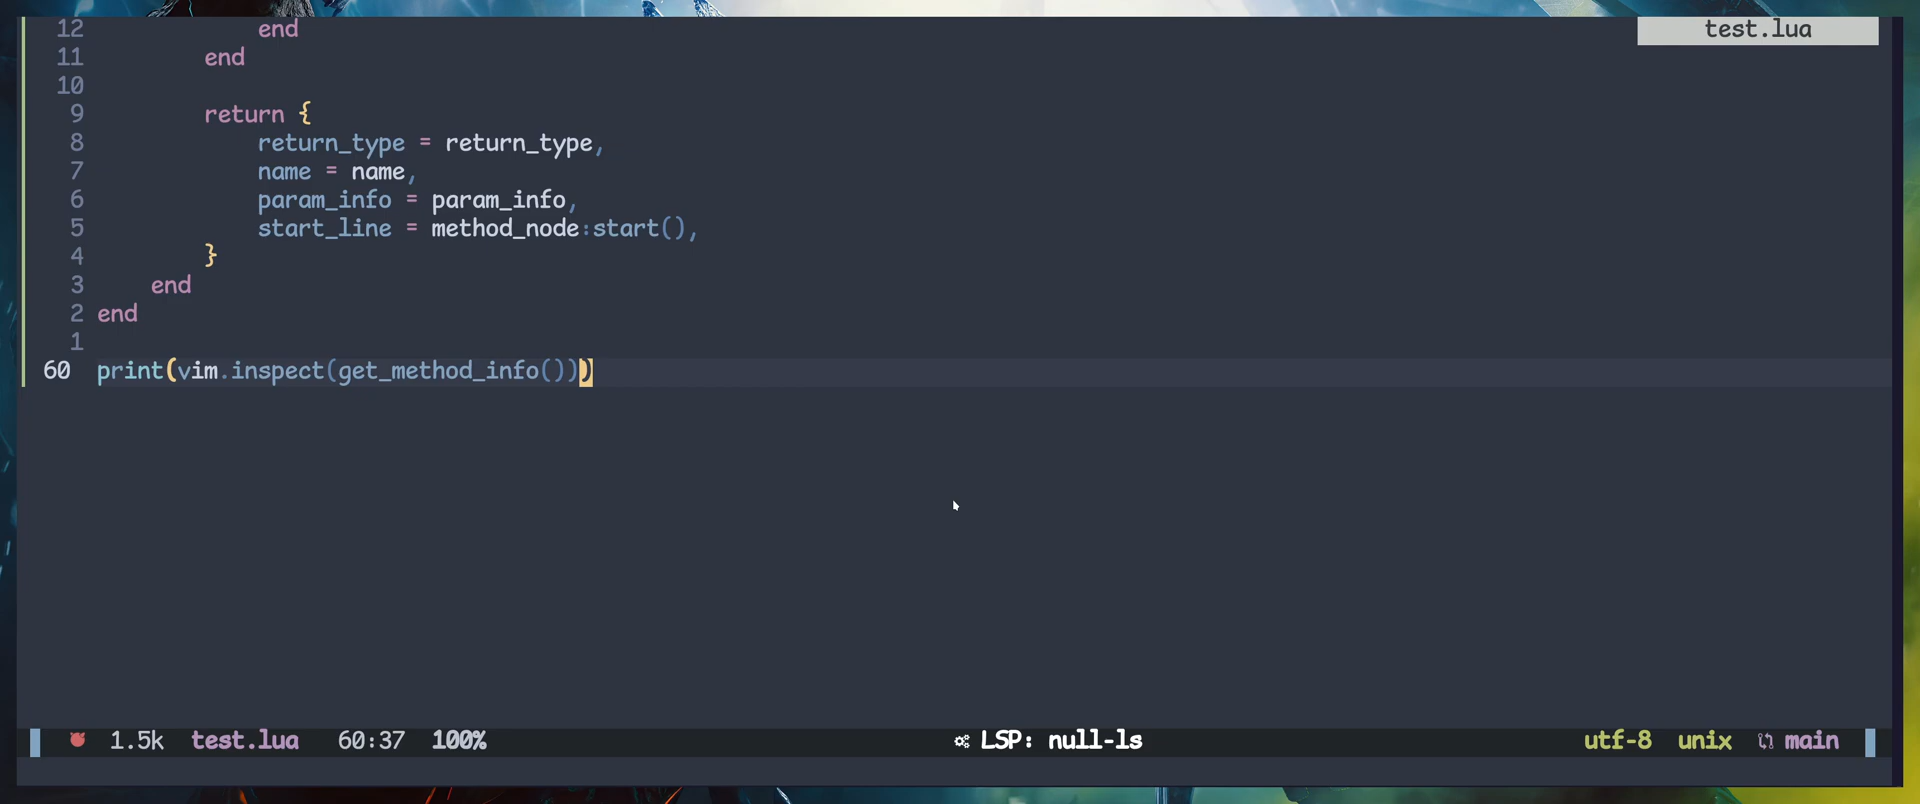 12 end
test.lua
11 end
10
9 return {
8 return_type = return_type,
7 name = name,
6 param_info = param_info,
5 start_line = method_node:start(),
4 }
3 end
2 end
1
60 print(vim.inspect(get_method_info()))
1.5k test.lua 60:37 100% LSP: null-ls utf-8 unix main